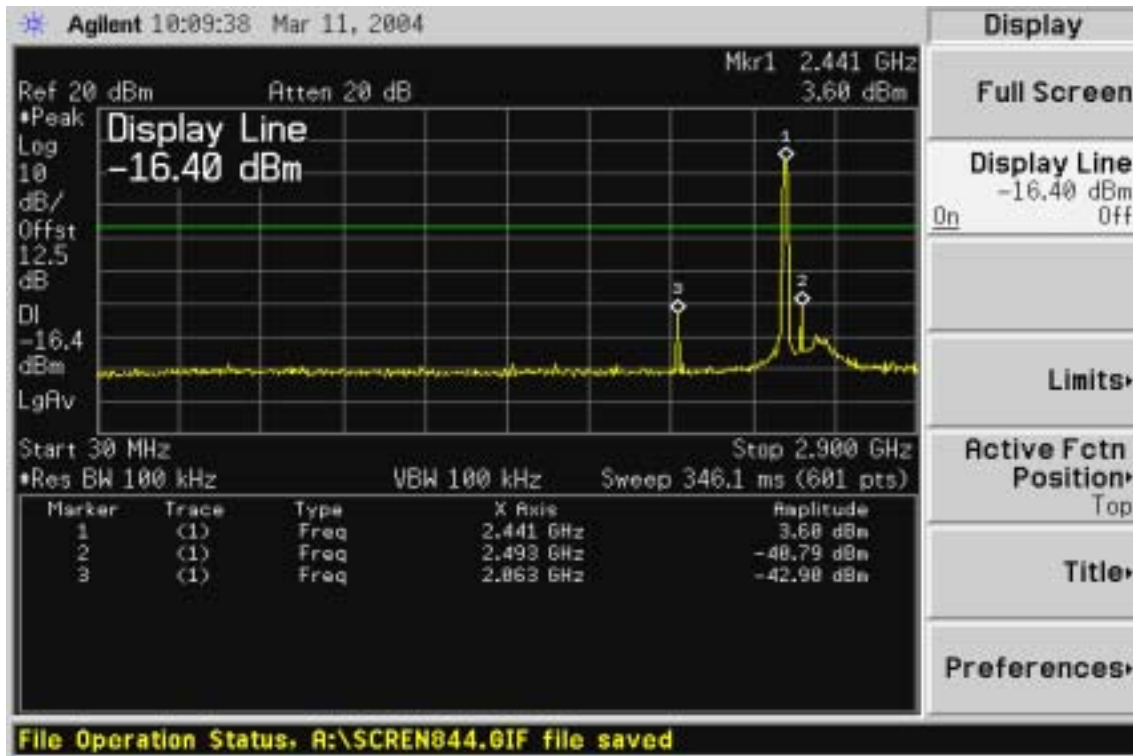 Agilent 10:09:38 Mar 11, 2004
Display
Mkr1 2.441 GHz
Ref 20 dBm Atten 20 dB 3.60 dBm
Full Screen
Peak
Log
10
dB/
Offst
12.5
dB
DI
-16.4
dBm
LgAv
Display Line
-16.40 dBm
1
2
3
Display Line
-16.40 dBm
On Off
Limits
Start 30 MHz Stop 2.900 GHz
Res BW 100 kHz VBW 100 kHz Sweep 346.1 ms (601 pts)
Active Fctn
Position
Top
Marker Trace Type X Axis Amplitude
1 (1) Freq 2.441 GHz 3.60 dBm
2 (1) Freq 2.493 GHz -40.79 dBm
3 (1) Freq 2.063 GHz -42.90 dBm
Title
Preferences
File Operation Status, A:\SCREN844.GIF file saved